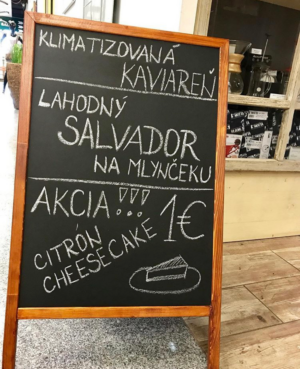 KLIMATIZOVANÁ
KAVIAREŇ
LAHODNÝ
SALVADOR
NA MLYNČEKU
AKCIA!!!
1€
CITRÓN
CHEESECAKE